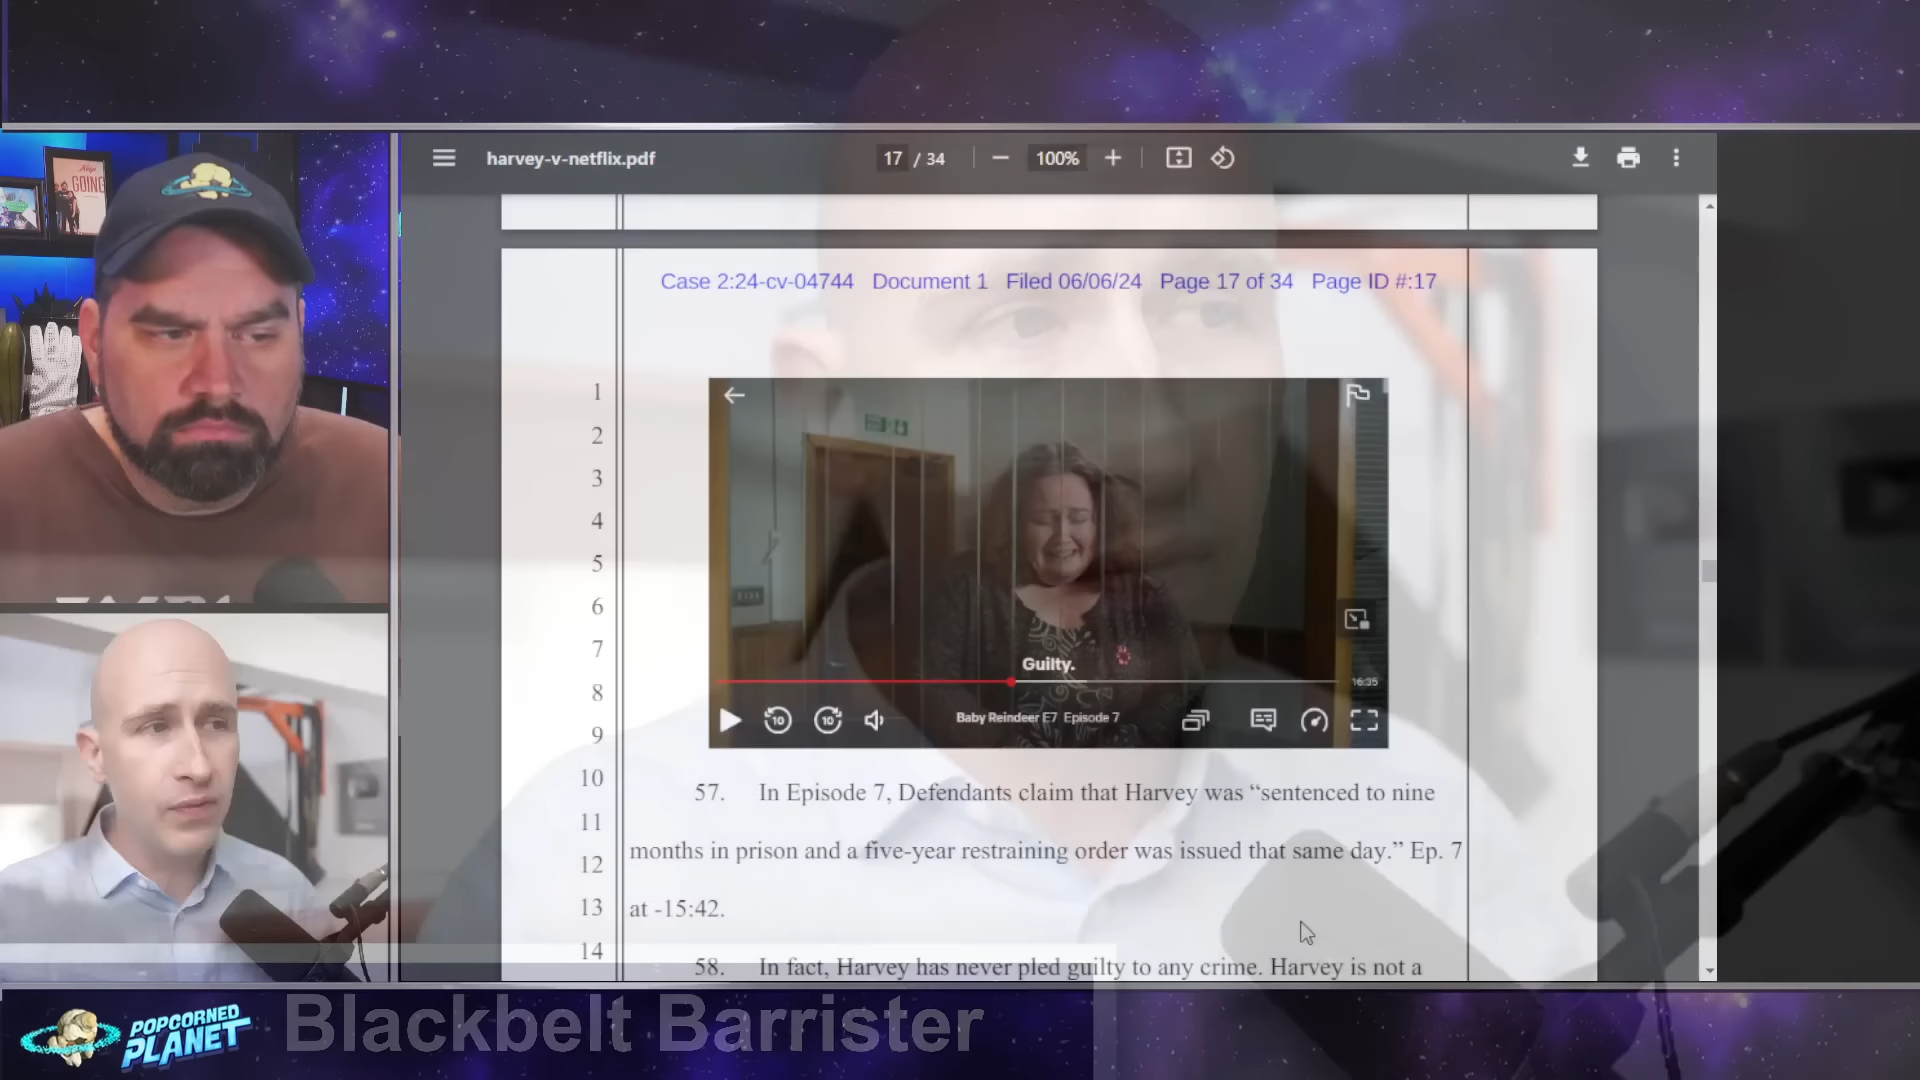 GOING
harvey-v-netflix.pdf
17 / 34
100%
Case 2:24-cv-04744 Document 1 Filed 06/06/24 Page 17 of 34 Page ID #:17
1
2
3
4
5
6
7
8
9
10
11
12
13
14
Guilty.
16:35
10
10
Baby Reindeer E7 Episode 7
57. In Episode 7, Defendants claim that Harvey was “sentenced to nine
months in prison and a five-year restraining order was issued that same day.” Ep. 7
at -15:42.
58. In fact, Harvey has never pled guilty to any crime. Harvey is not a
POPCORNED
PLANET
Blackbelt Barrister